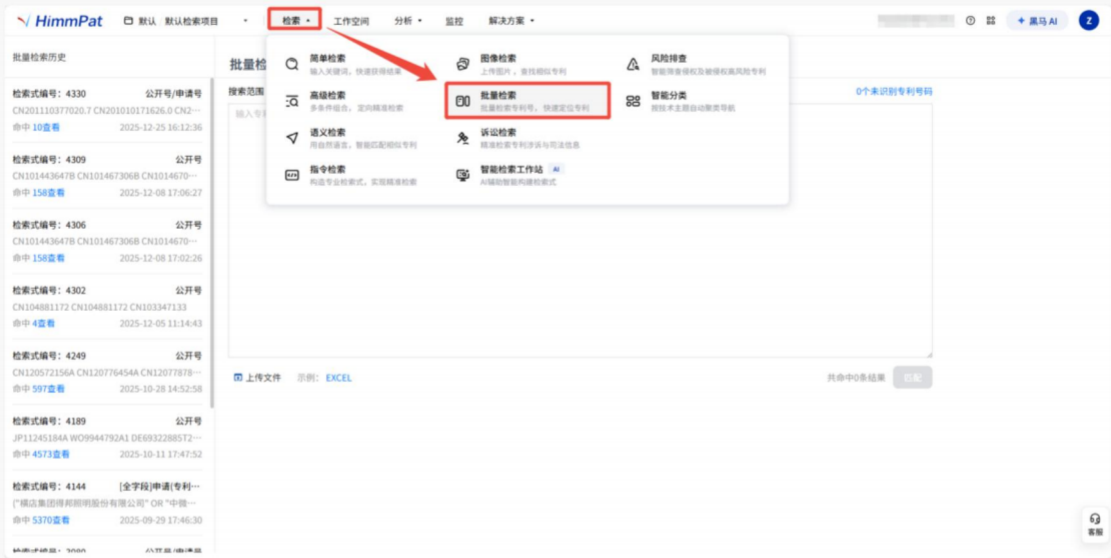 HimmPat
默认 默认检索项目
检索
工作空间
分析
监控
解决方案
黑马 AI
Z
批量检索历史
检索式编号：4330 公开号/申请号
CN201110377020.7 CN201010171626.0 CN2···
命中 10查看 2025-12-25 16:12:36
检索式编号：4309 公开号
CN101443647B CN101467306B CN1014670···
命中 158查看 2025-12-08 17:06:27
检索式编号：4306 公开号
CN101443647B CN101467306B CN1014670···
命中 158查看 2025-12-08 17:02:26
检索式编号：4302 公开号
CN104881172 CN104881172 CN103347133
命中 4查看 2025-12-05 11:14:43
检索式编号：4249 公开号
CN120572156A CN120776454A CN12077878···
命中 597查看 2025-10-28 14:52:58
检索式编号：4189 公开号
JP11245184A WO9944792A1 DE69322885T2···
命中 4573查看 2025-10-11 17:47:52
检索式编号：4144 [全字段]申请(专利···
("横店集团得邦照明股份有限公司" OR "中微···
命中 5370查看 2025-09-29 17:46:30
批量检
搜索范围
简单检索
输入关键词，快速获得结果
高级检索
多条件组合，定向精准检索
语义检索
用自然语言，智能匹配相似专利
指令检索
构造专业检索式，实现精准检索
图像检索
上传图片，查找相似专利
批量检索
批量检索专利号，快速定位专利
诉讼检索
精准检索专利涉诉与司法信息
智能检索工作站 AI
AI辅助智能构建检索式
风险排查
智能筛查侵权及被侵权高风险专利
智能分类
按技术主题自动聚类导航
0个未识别专利号码
上传文件 示例： EXCEL
共命中0条结果 匹配
客服